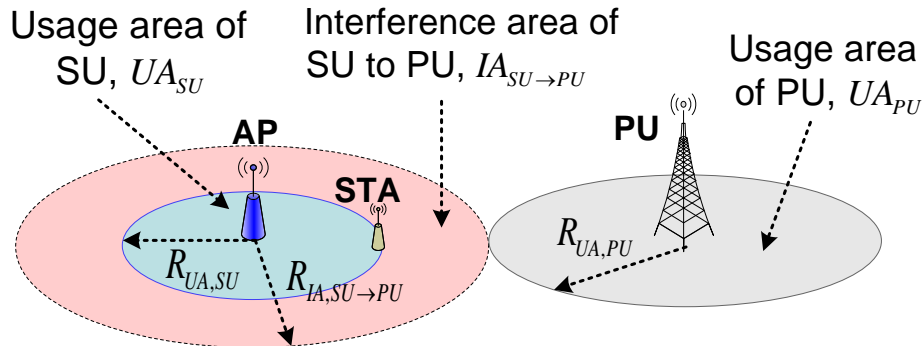 Usage area of
SU, UA_SU
Interference area of
SU to PU, IA_SU→PU
Usage area
of PU, UA_PU
AP
STA
PU
R_UA,SU
R_IA,SU→PU
R_UA,PU